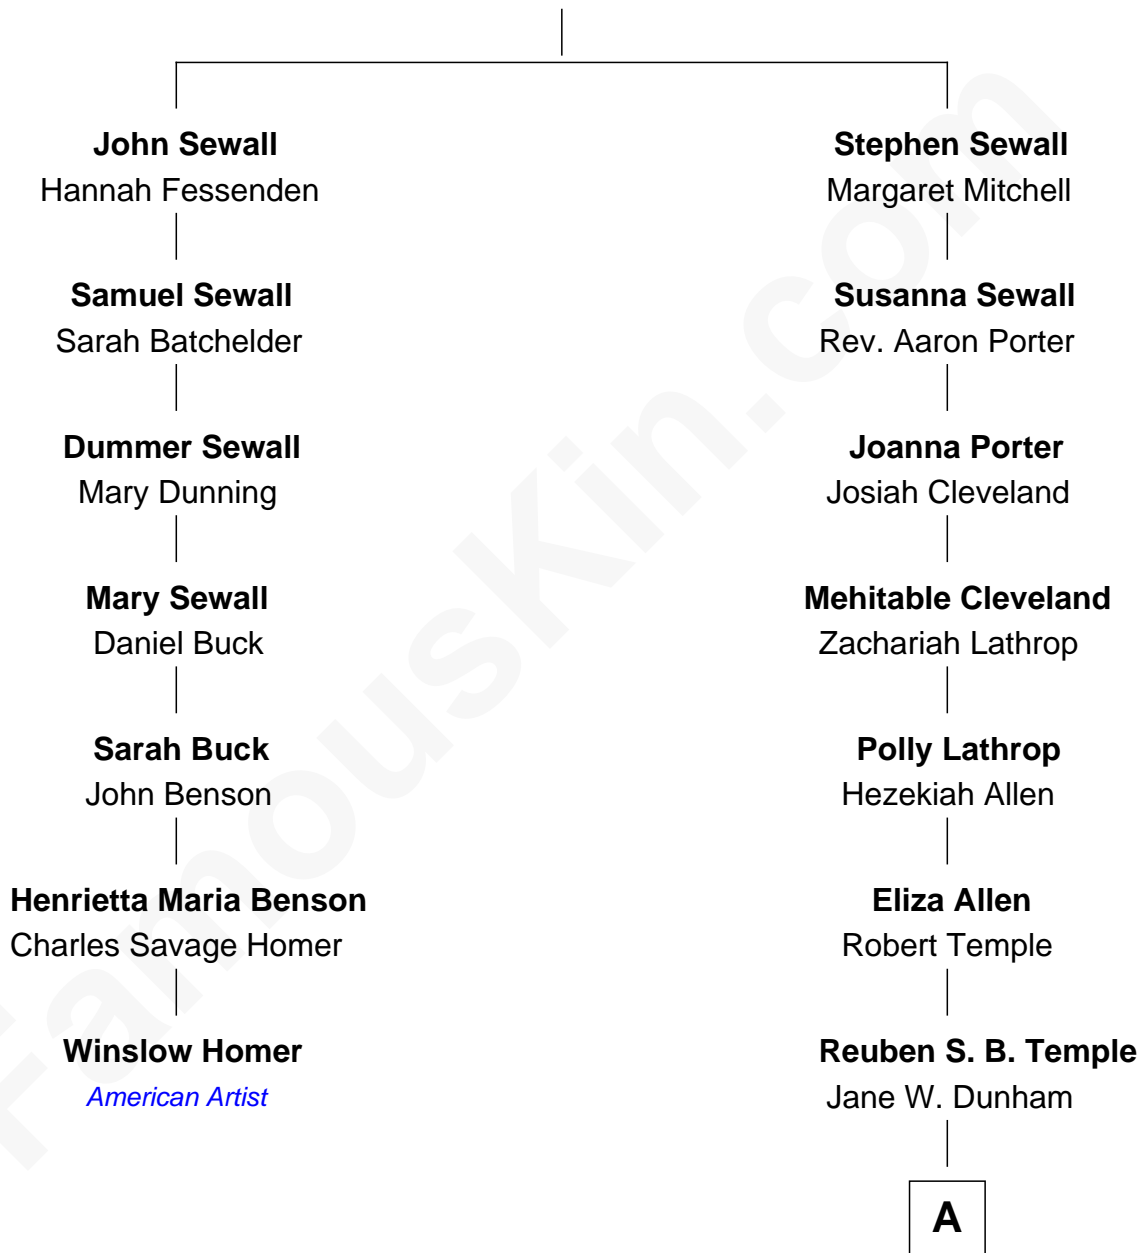 John Sewall
Hannah Fessenden
Samuel Sewall
Sarah Batchelder
Dummer Sewall
Mary Dunning
Mary Sewall
Daniel Buck
Sarah Buck
John Benson
Henrietta Maria Benson
Charles Savage Homer
Winslow Homer
American Artist
Stephen Sewall
Margaret Mitchell
Susanna Sewall
Rev. Aaron Porter
Joanna Porter
Josiah Cleveland
Mehitable Cleveland
Zachariah Lathrop
Polly Lathrop
Hezekiah Allen
Eliza Allen
Robert Temple
Reuben S. B. Temple
Jane W. Dunham
A
FamousKin.com